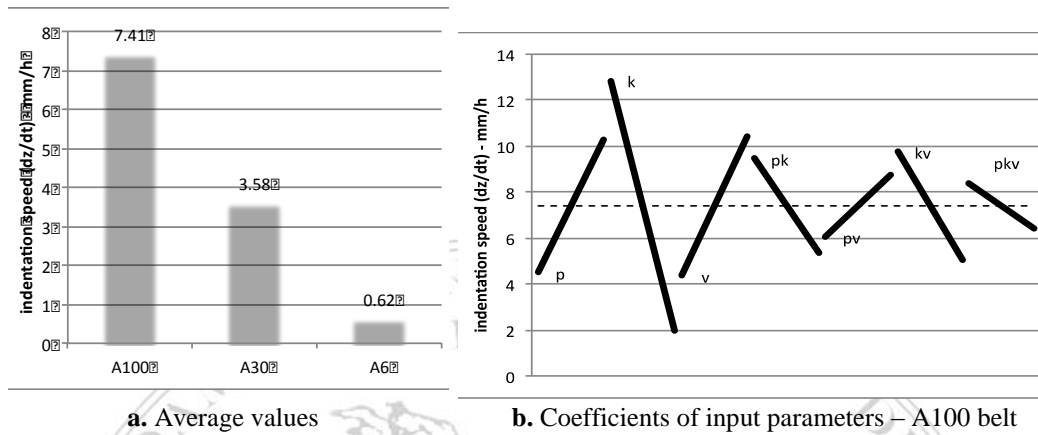 indentation speed (dz/dt) mm/h
8
7
6
5
4
3
2
1
0
7.41
3.58
0.62
A100
A30
A6
a. Average values
indentation speed (dz/dt) - mm/h
14
12
10
8
6
4
2
0
p
k
v
pk
pv
kv
pkv
b. Coefficients of input parameters – A100 belt